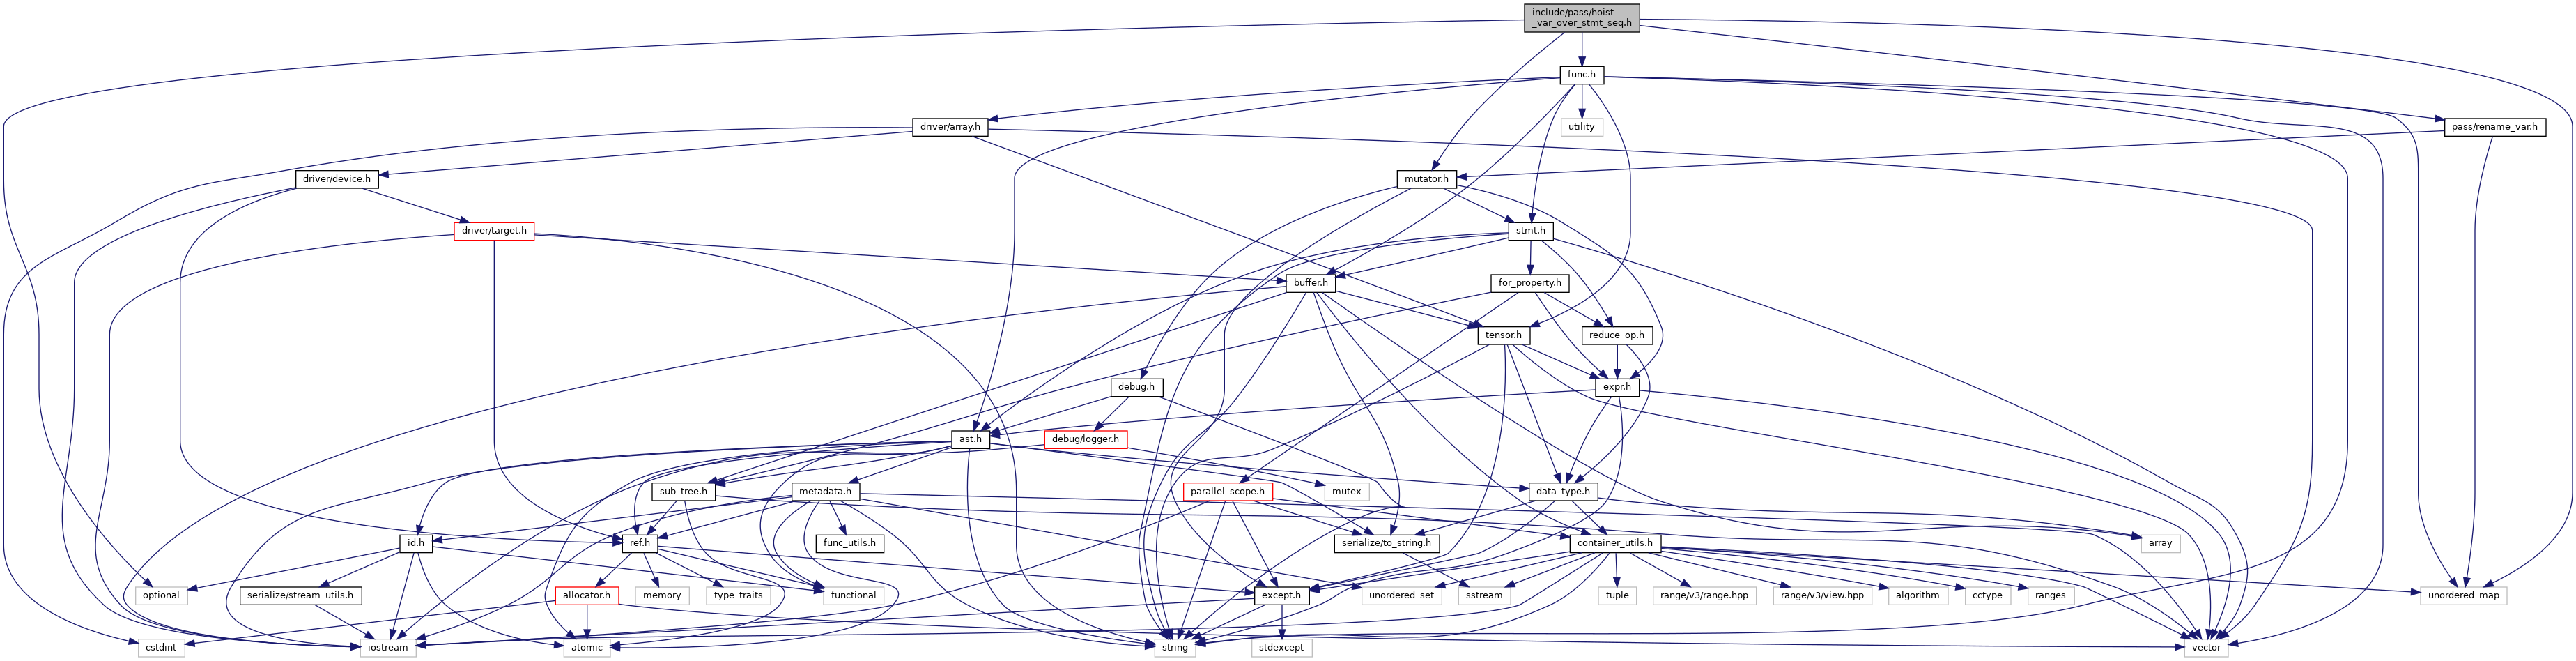 include/pass/hoist
_var_over_stmt_seq.h
func.h
driver/array.h
utility
pass/rename_var.h
driver/device.h
mutator.h
driver/target.h
stmt.h
buffer.h
for_property.h
tensor.h
reduce_op.h
debug.h
expr.h
ast.h
debug/logger.h
sub_tree.h
metadata.h
mutex
parallel_scope.h
data_type.h
id.h
ref.h
func_utils.h
serialize/to_string.h
container_utils.h
array
optional
serialize/stream_utils.h
allocator.h
memory
type_traits
functional
except.h
unordered_set
sstream
tuple
range/v3/range.hpp
range/v3/view.hpp
algorithm
cctype
ranges
unordered_map
cstdint
iostream
atomic
string
stdexcept
vector